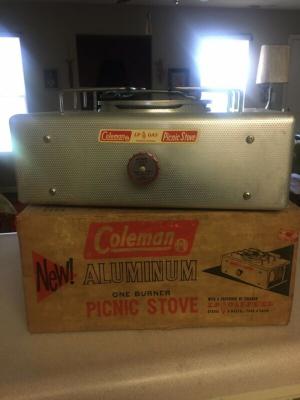 Coleman LP GAS Picnic Stove
Coleman
New! ALUMINUM
ONE BURNER
PICNIC STOVE